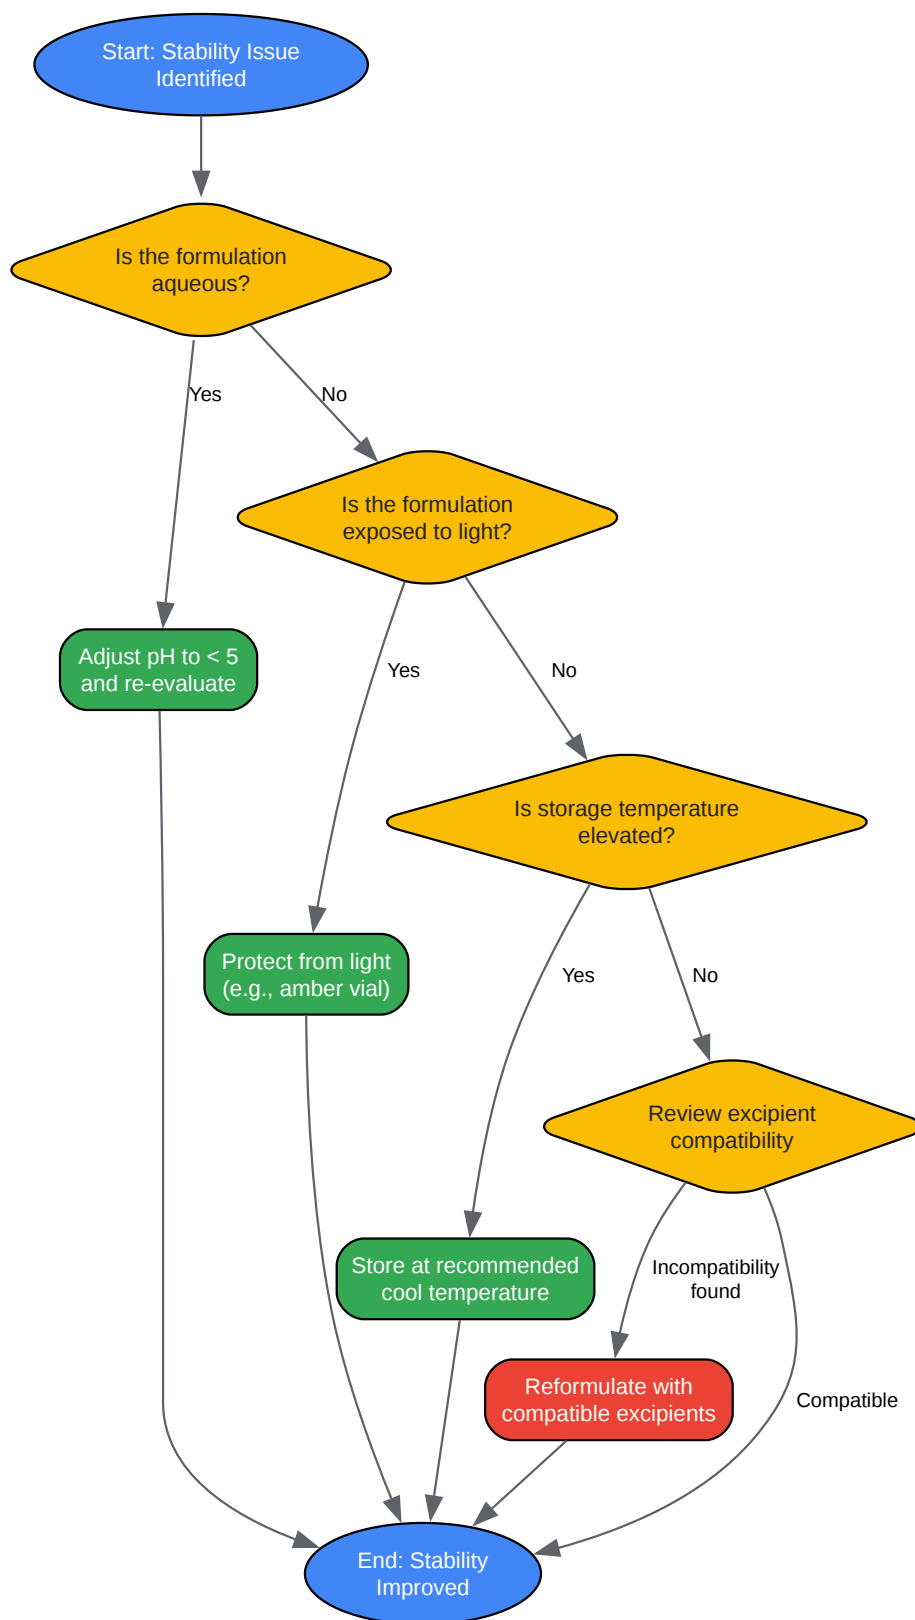 Start: Stability Issue
Identified
Is the formulation
aqueous?
Yes
No
Is the formulation
exposed to light?
Adjust pH to < 5
and re-evaluate
Yes
No
Is storage temperature
elevated?
Protect from light
(e.g., amber vial)
Yes
No
Review excipient
compatibility
Store at recommended
cool temperature
Incompatibility
found
Reformulate with
compatible excipients
Compatible
End: Stability
Improved